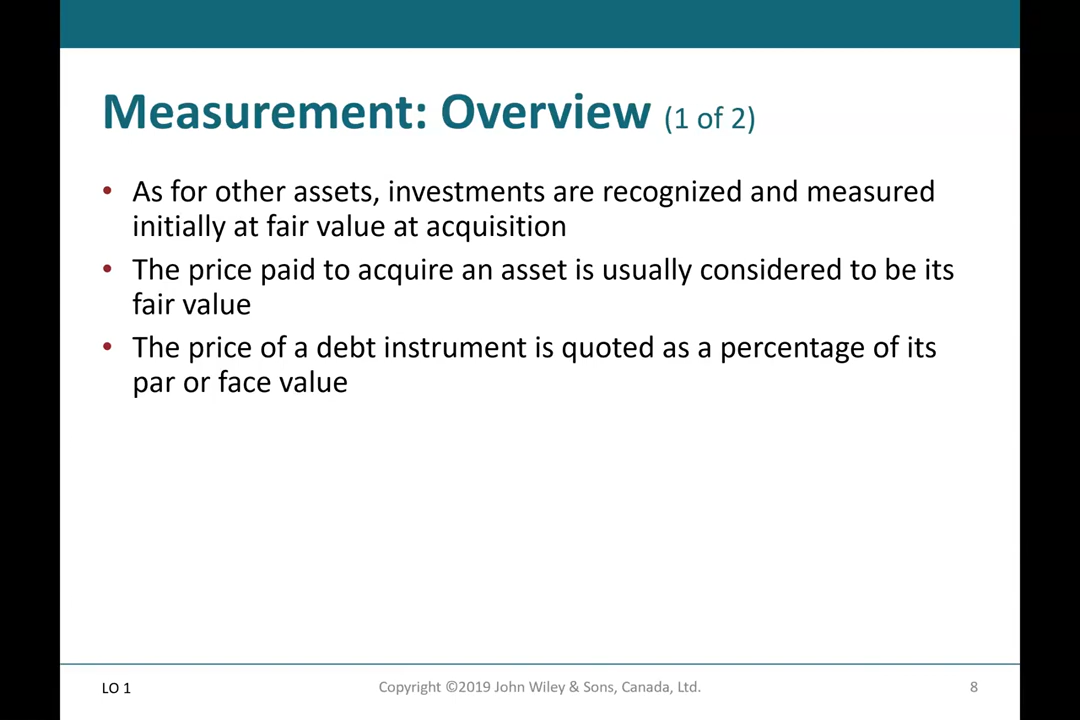 Measurement: Overview (1 of 2)
• As for other assets, investments are recognized and measured
initially at fair value at acquisition
• The price paid to acquire an asset is usually considered to be its
fair value
• The price of a debt instrument is quoted as a percentage of its
par or face value
LO 1
Copyright ©2019 John Wiley & Sons, Canada, Ltd.
8